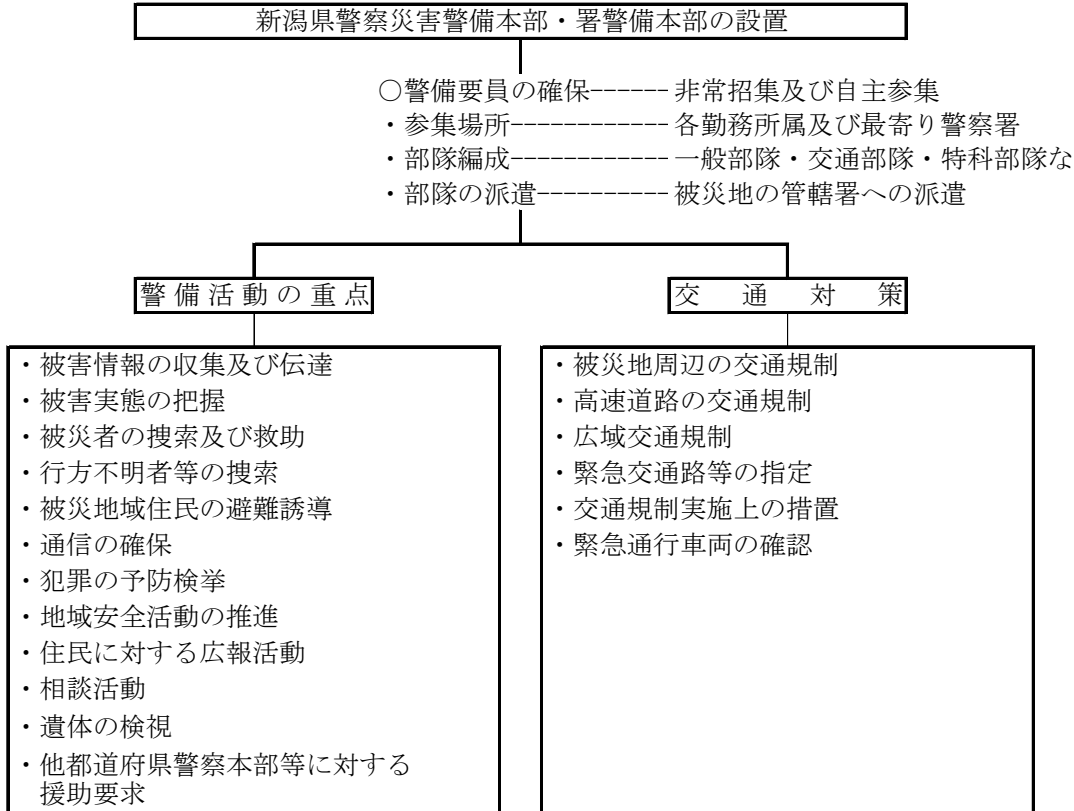 新潟県警察災害警備本部・署警備本部の設置
○警備要員の確保------ 非常招集及び自主参集
・参集場所------------ 各勤務所属及び最寄り警察署
・部隊編成------------ 一般部隊・交通部隊・特科部隊な
・部隊の派遣---------- 被災地の管轄署への派遣
警備活動の重点
・被害情報の収集及び伝達
・被害実態の把握
・被災者の捜索及び救助
・行方不明者等の捜索
・被災地域住民の避難誘導
・通信の確保
・犯罪の予防検挙
・地域安全活動の推進
・住民に対する広報活動
・相談活動
・遺体の検視
・他都道府県警察本部等に対する
援助要求
交通対策
・被災地周辺の交通規制
・高速道路の交通規制
・広域交通規制
・緊急交通路等の指定
・交通規制実施上の措置
・緊急通行車両の確認